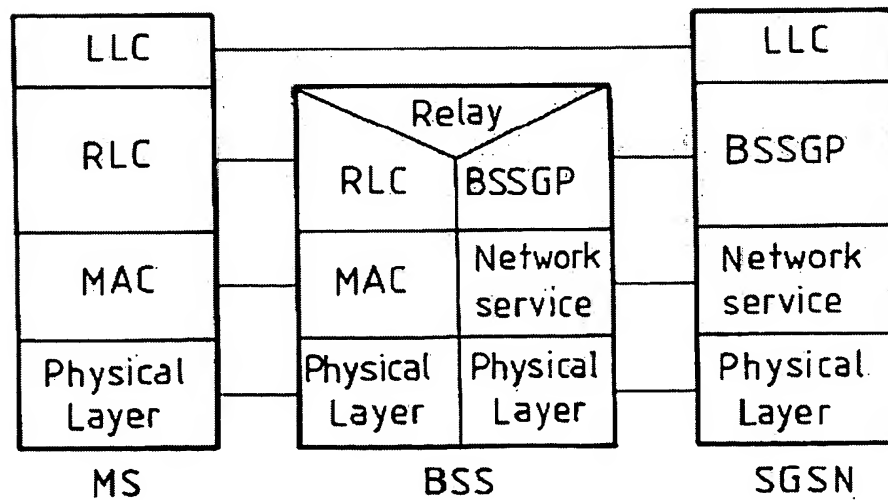 LLC
RLC
MAC
Physical
Layer
MS
Relay
RLC
BSSGP
MAC
Network
service
Physical
Layer
Physical
Layer
BSS
LLC
BSSGP
Network
service
Physical
Layer
SGSN